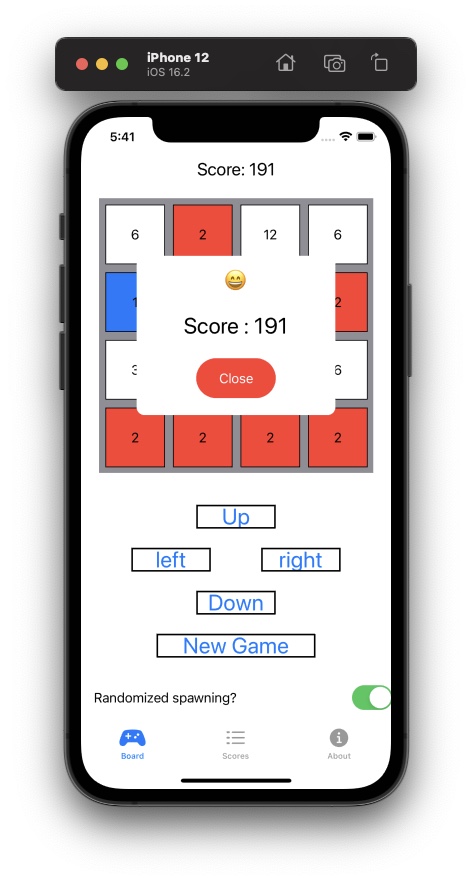 iPhone 12
iOS 16.2
5:41
Score: 191
6 2 12 6
😄
1 2
Score : 191
3 6
Close
2 2 2 2
Up
left right
Down
New Game
Randomized spawning?
Board Scores About